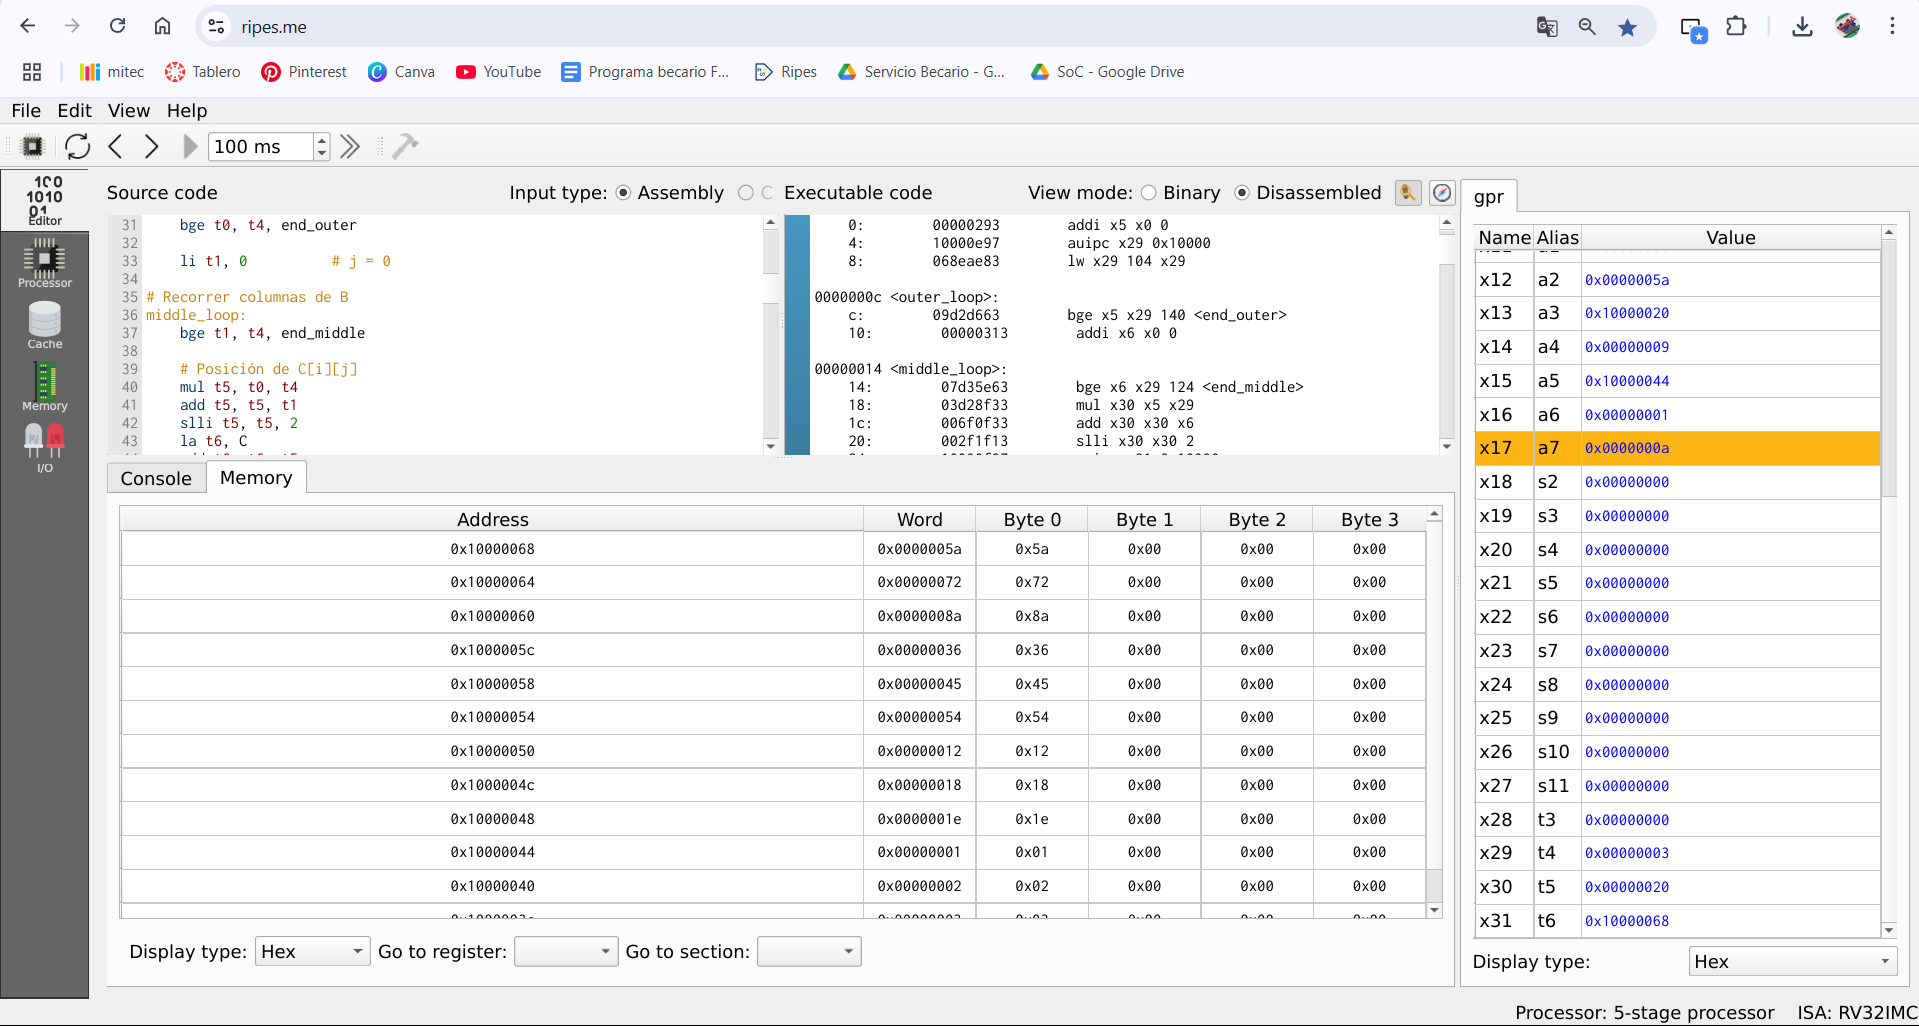 ripes.me
mitec
Tablero
Pinterest
Canva
YouTube
Programa becario F...
Ripes
Servicio Becario - G...
SoC - Google Drive
File Edit View Help
100 ms
Editor
Processor
Cache
Memory
I/O
Source code Input type: Assembly C
31 bge t0, t4, end_outer
32
33 li t1, 0 # j = 0
34
35 # Recorrer columnas de B
36 middle_loop:
37 bge t1, t4, end_middle
38
39 # Posición de C[i][j]
40 mul t5, t0, t4
41 add t5, t5, t1
42 slli t5, t5, 2
43 la t6, C
Executable code View mode: Binary Disassembled
0: 00000293 addi x5 x0 0
4: 10000e97 auipc x29 0x10000
8: 068eae83 lw x29 104 x29
0000000c <outer_loop>:
c: 09d2d663 bge x5 x29 140 <end_outer>
10: 00000313 addi x6 x0 0
00000014 <middle_loop>:
14: 07d35e63 bge x6 x29 124 <end_middle>
18: 03d28f33 mul x30 x5 x29
1c: 006f0f33 add x30 x30 x6
20: 002f1f13 slli x30 x30 2
Console Memory
Address Word Byte 0 Byte 1 Byte 2 Byte 3
0x10000068 0x0000005a 0x5a 0x00 0x00 0x00
0x10000064 0x00000072 0x72 0x00 0x00 0x00
0x10000060 0x0000008a 0x8a 0x00 0x00 0x00
0x1000005c 0x00000036 0x36 0x00 0x00 0x00
0x10000058 0x00000045 0x45 0x00 0x00 0x00
0x10000054 0x00000054 0x54 0x00 0x00 0x00
0x10000050 0x00000012 0x12 0x00 0x00 0x00
0x1000004c 0x00000018 0x18 0x00 0x00 0x00
0x10000048 0x0000001e 0x1e 0x00 0x00 0x00
0x10000044 0x00000001 0x01 0x00 0x00 0x00
0x10000040 0x00000002 0x02 0x00 0x00 0x00
Display type: Hex Go to register: Go to section:
gpr
Name Alias Value
x12 a2 0x0000005a
x13 a3 0x10000020
x14 a4 0x00000009
x15 a5 0x10000044
x16 a6 0x00000001
x17 a7 0x0000000a
x18 s2 0x00000000
x19 s3 0x00000000
x20 s4 0x00000000
x21 s5 0x00000000
x22 s6 0x00000000
x23 s7 0x00000000
x24 s8 0x00000000
x25 s9 0x00000000
x26 s10 0x00000000
x27 s11 0x00000000
x28 t3 0x00000000
x29 t4 0x00000003
x30 t5 0x00000020
x31 t6 0x10000068
Display type: Hex
Processor: 5-stage processor ISA: RV32IMC